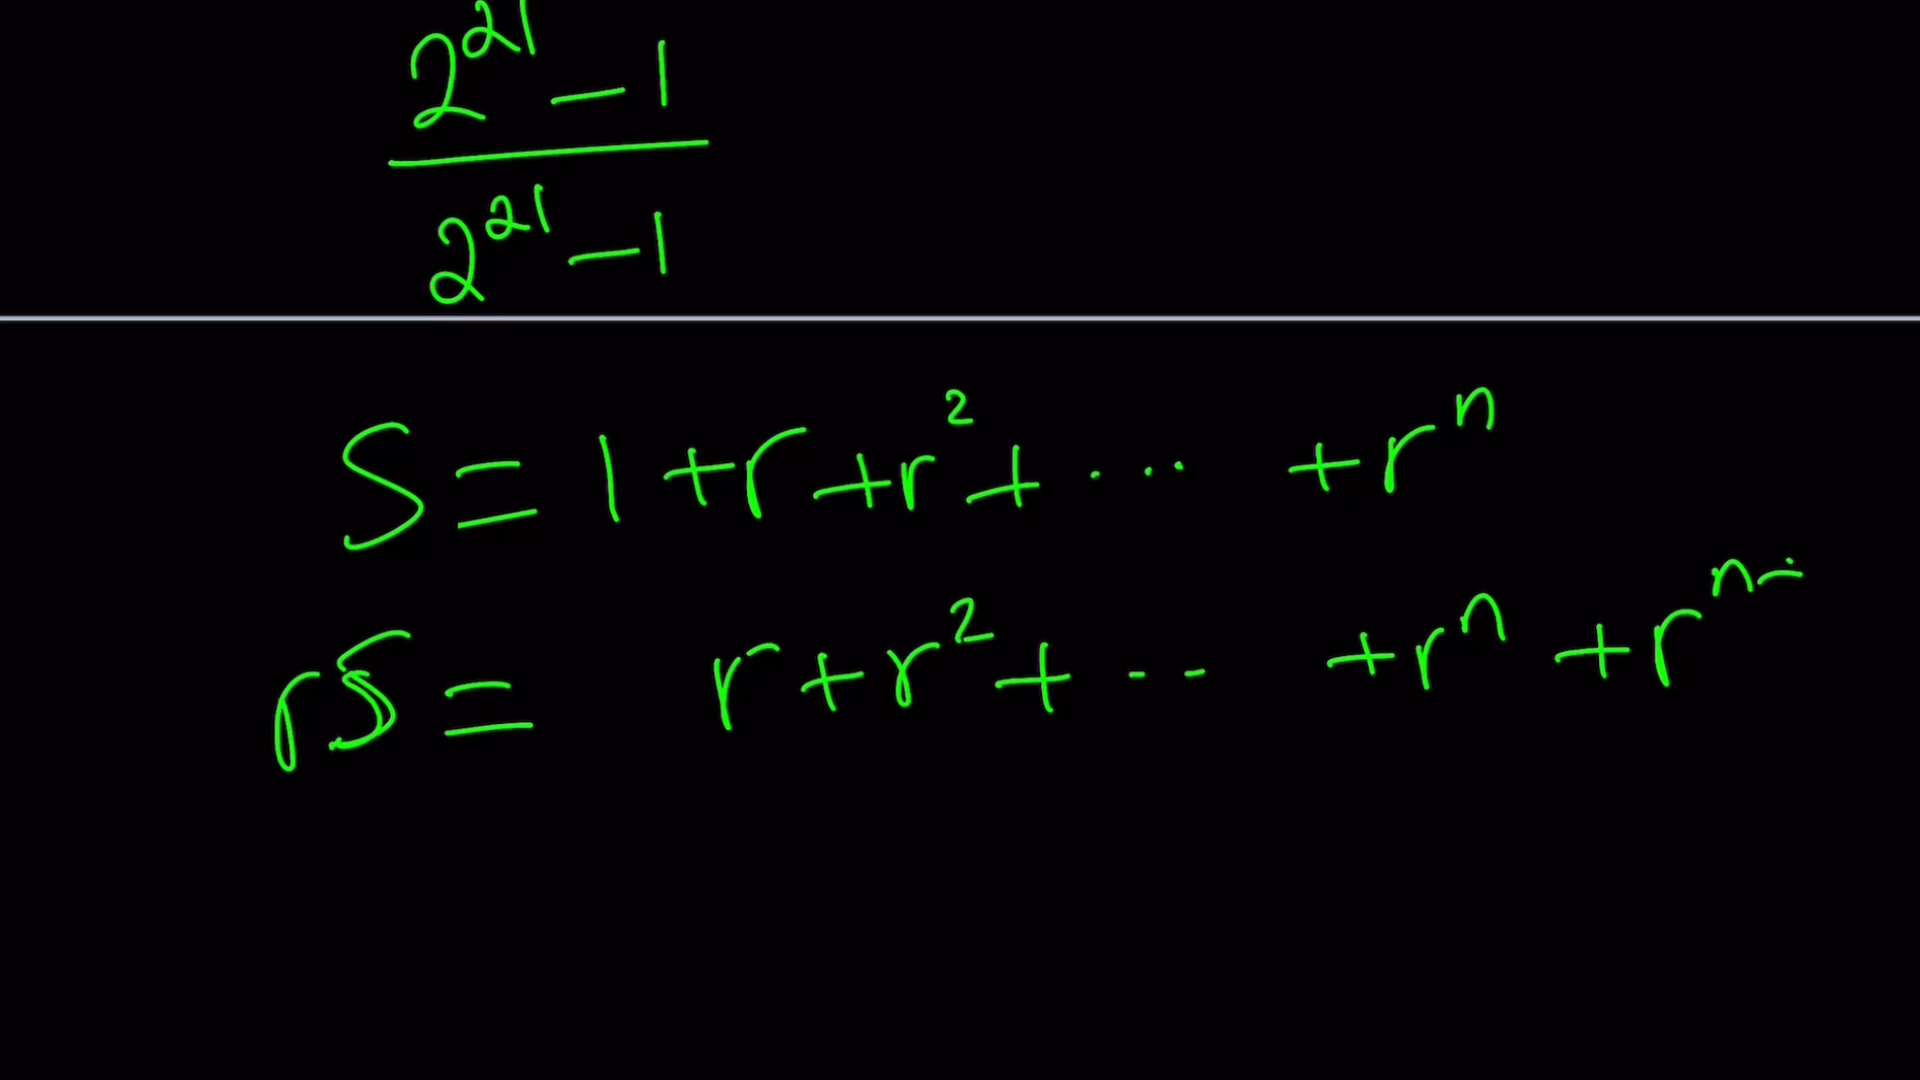 2^21 - 1
2^21 - 1
S = 1 + r + r^2 + ... + r^n
rS = r + r^2 + -- + r^n + r^n